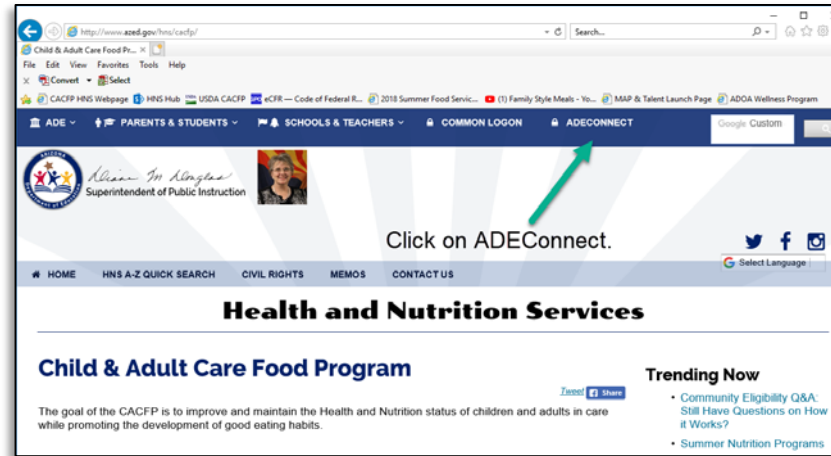 http://www.azed.gov/hns/cacfp/
Search...
Child & Adult Care Food Pr...
File Edit View Favorites Tools Help
Convert Select
CACFP HNS Webpage HNS Hub USDA CACFP eCFR — Code of Federal R... 2018 Summer Food Servic... (1) Family Style Meals - Yo... MAP & Talent Launch Page ADOA Wellness Program
ADE PARENTS & STUDENTS SCHOOLS & TEACHERS COMMON LOGON ADECONNECT
Google Custom
Diane M Douglas
Superintendent of Public Instruction
Click on ADEConnect.
Select Language
HOME HNS A-Z QUICK SEARCH CIVIL RIGHTS MEMOS CONTACT US
Health and Nutrition Services
Child & Adult Care Food Program
Tweet Share
The goal of the CACFP is to improve and maintain the Health and Nutrition status of children and adults in care
while promoting the development of good eating habits.
Trending Now
• Community Eligibility Q&A:
Still Have Questions on How
it Works?
• Summer Nutrition Programs